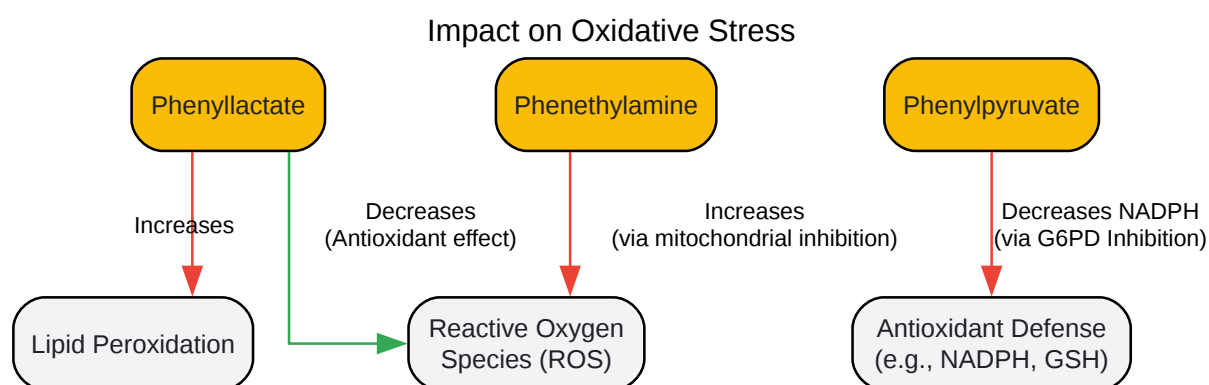 Impact on Oxidative Stress
Phenyllactate
Phenethylamine
Phenylpyruvate
Increases
Decreases
(Antioxidant effect)
Increases
(via mitochondrial inhibition)
Decreases NADPH
(via G6PD Inhibition)
Lipid Peroxidation
Reactive Oxygen
Species (ROS)
Antioxidant Defense
(e.g., NADPH, GSH)